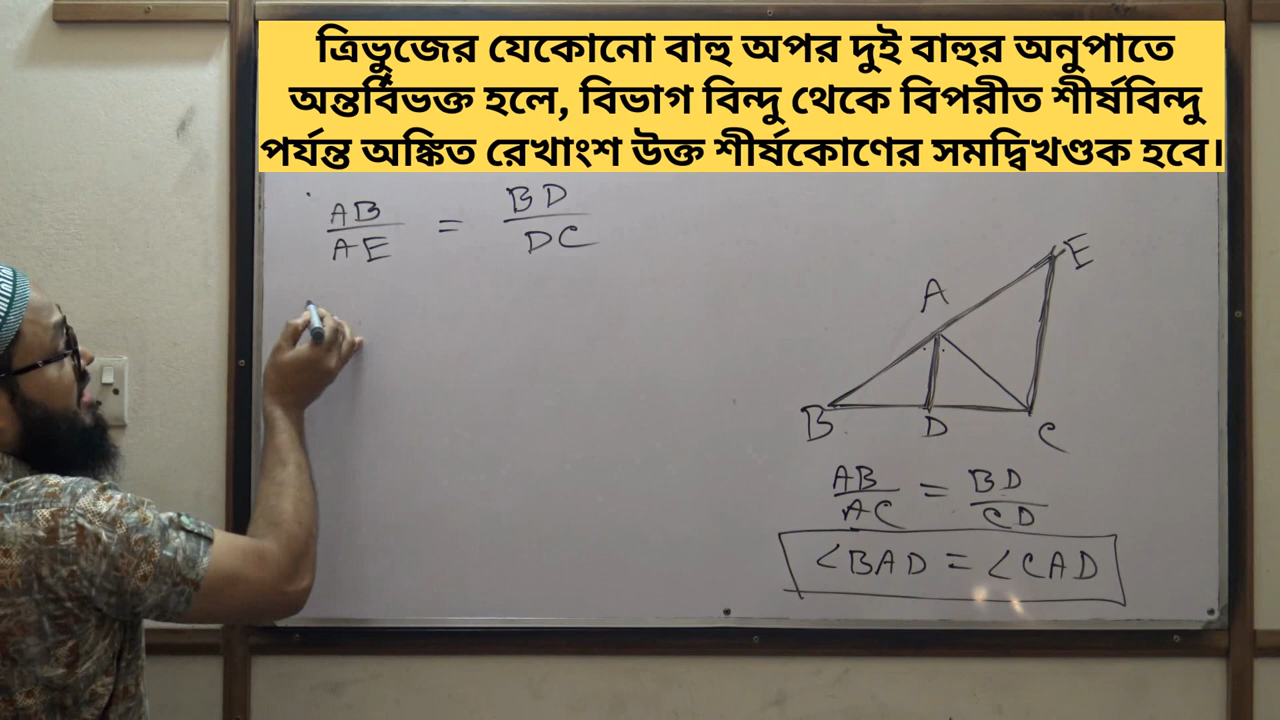 ত্রিভুজের যেকোনো বাহু অপর দুই বাহুর অনুপাতে
অন্তর্বিভক্ত হলে, বিভাগ বিন্দু থেকে বিপরীত শীর্ষবিন্দু
পর্যন্ত অঙ্কিত রেখাংশ উক্ত শীর্ষকোণের সমদ্বিখণ্ডক হবে।
AB/AE = BD/DC
E
A
B D C
AB/AC = BD/CD
∠BAD = ∠CAD